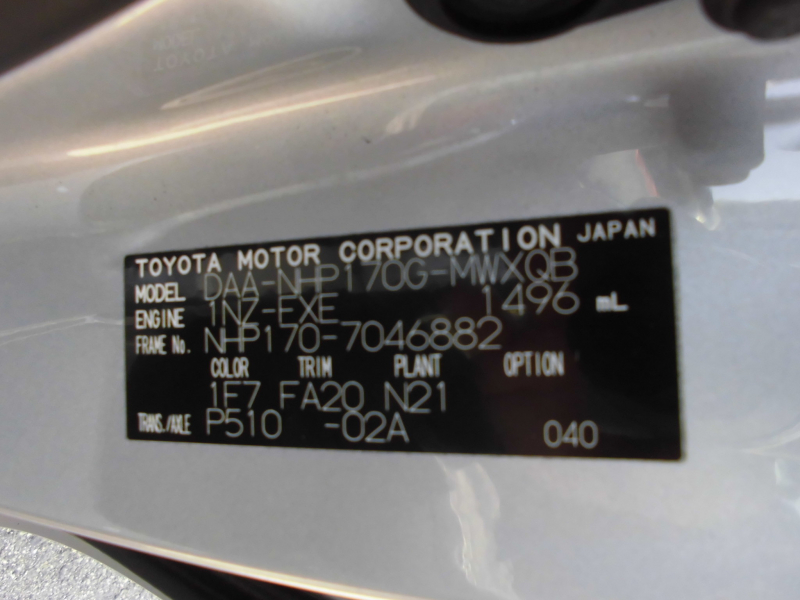 TOYOTA MOTOR CORPORATION JAPAN
MODEL DAA-NHP170G-MWXQB
ENGINE 1NZ-EXE 1496 mL
FRAME No. NHP170-7046882
COLOR TRIM PLANT OPTION
1F7 FA20 N21
TRANS./AXLE P510 -02A 040